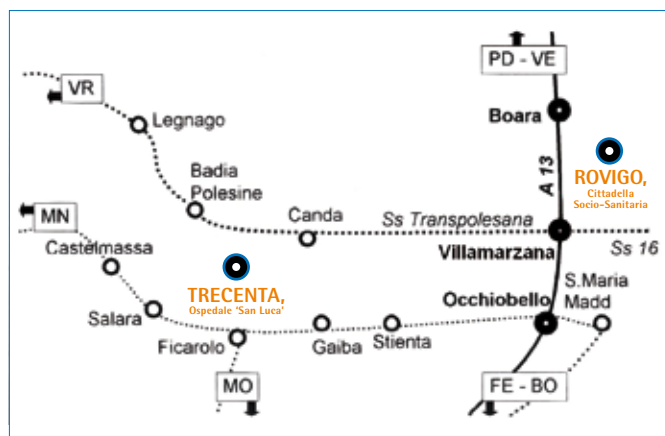 PD - VE
VR
Boara
Legnago
A 13
ROVIGO,
Cittadella
Socio-Sanitaria
Badia
Polesine
MN
Canda
Ss Transpolesana
Villamarzana
Ss 16
Castelmassa
TRECENTA,
Ospedale 'San Luca'
S.Maria
Madd
Occhiobello
Salara
Ficarolo
Gaiba
Stienta
MO
FE - BO